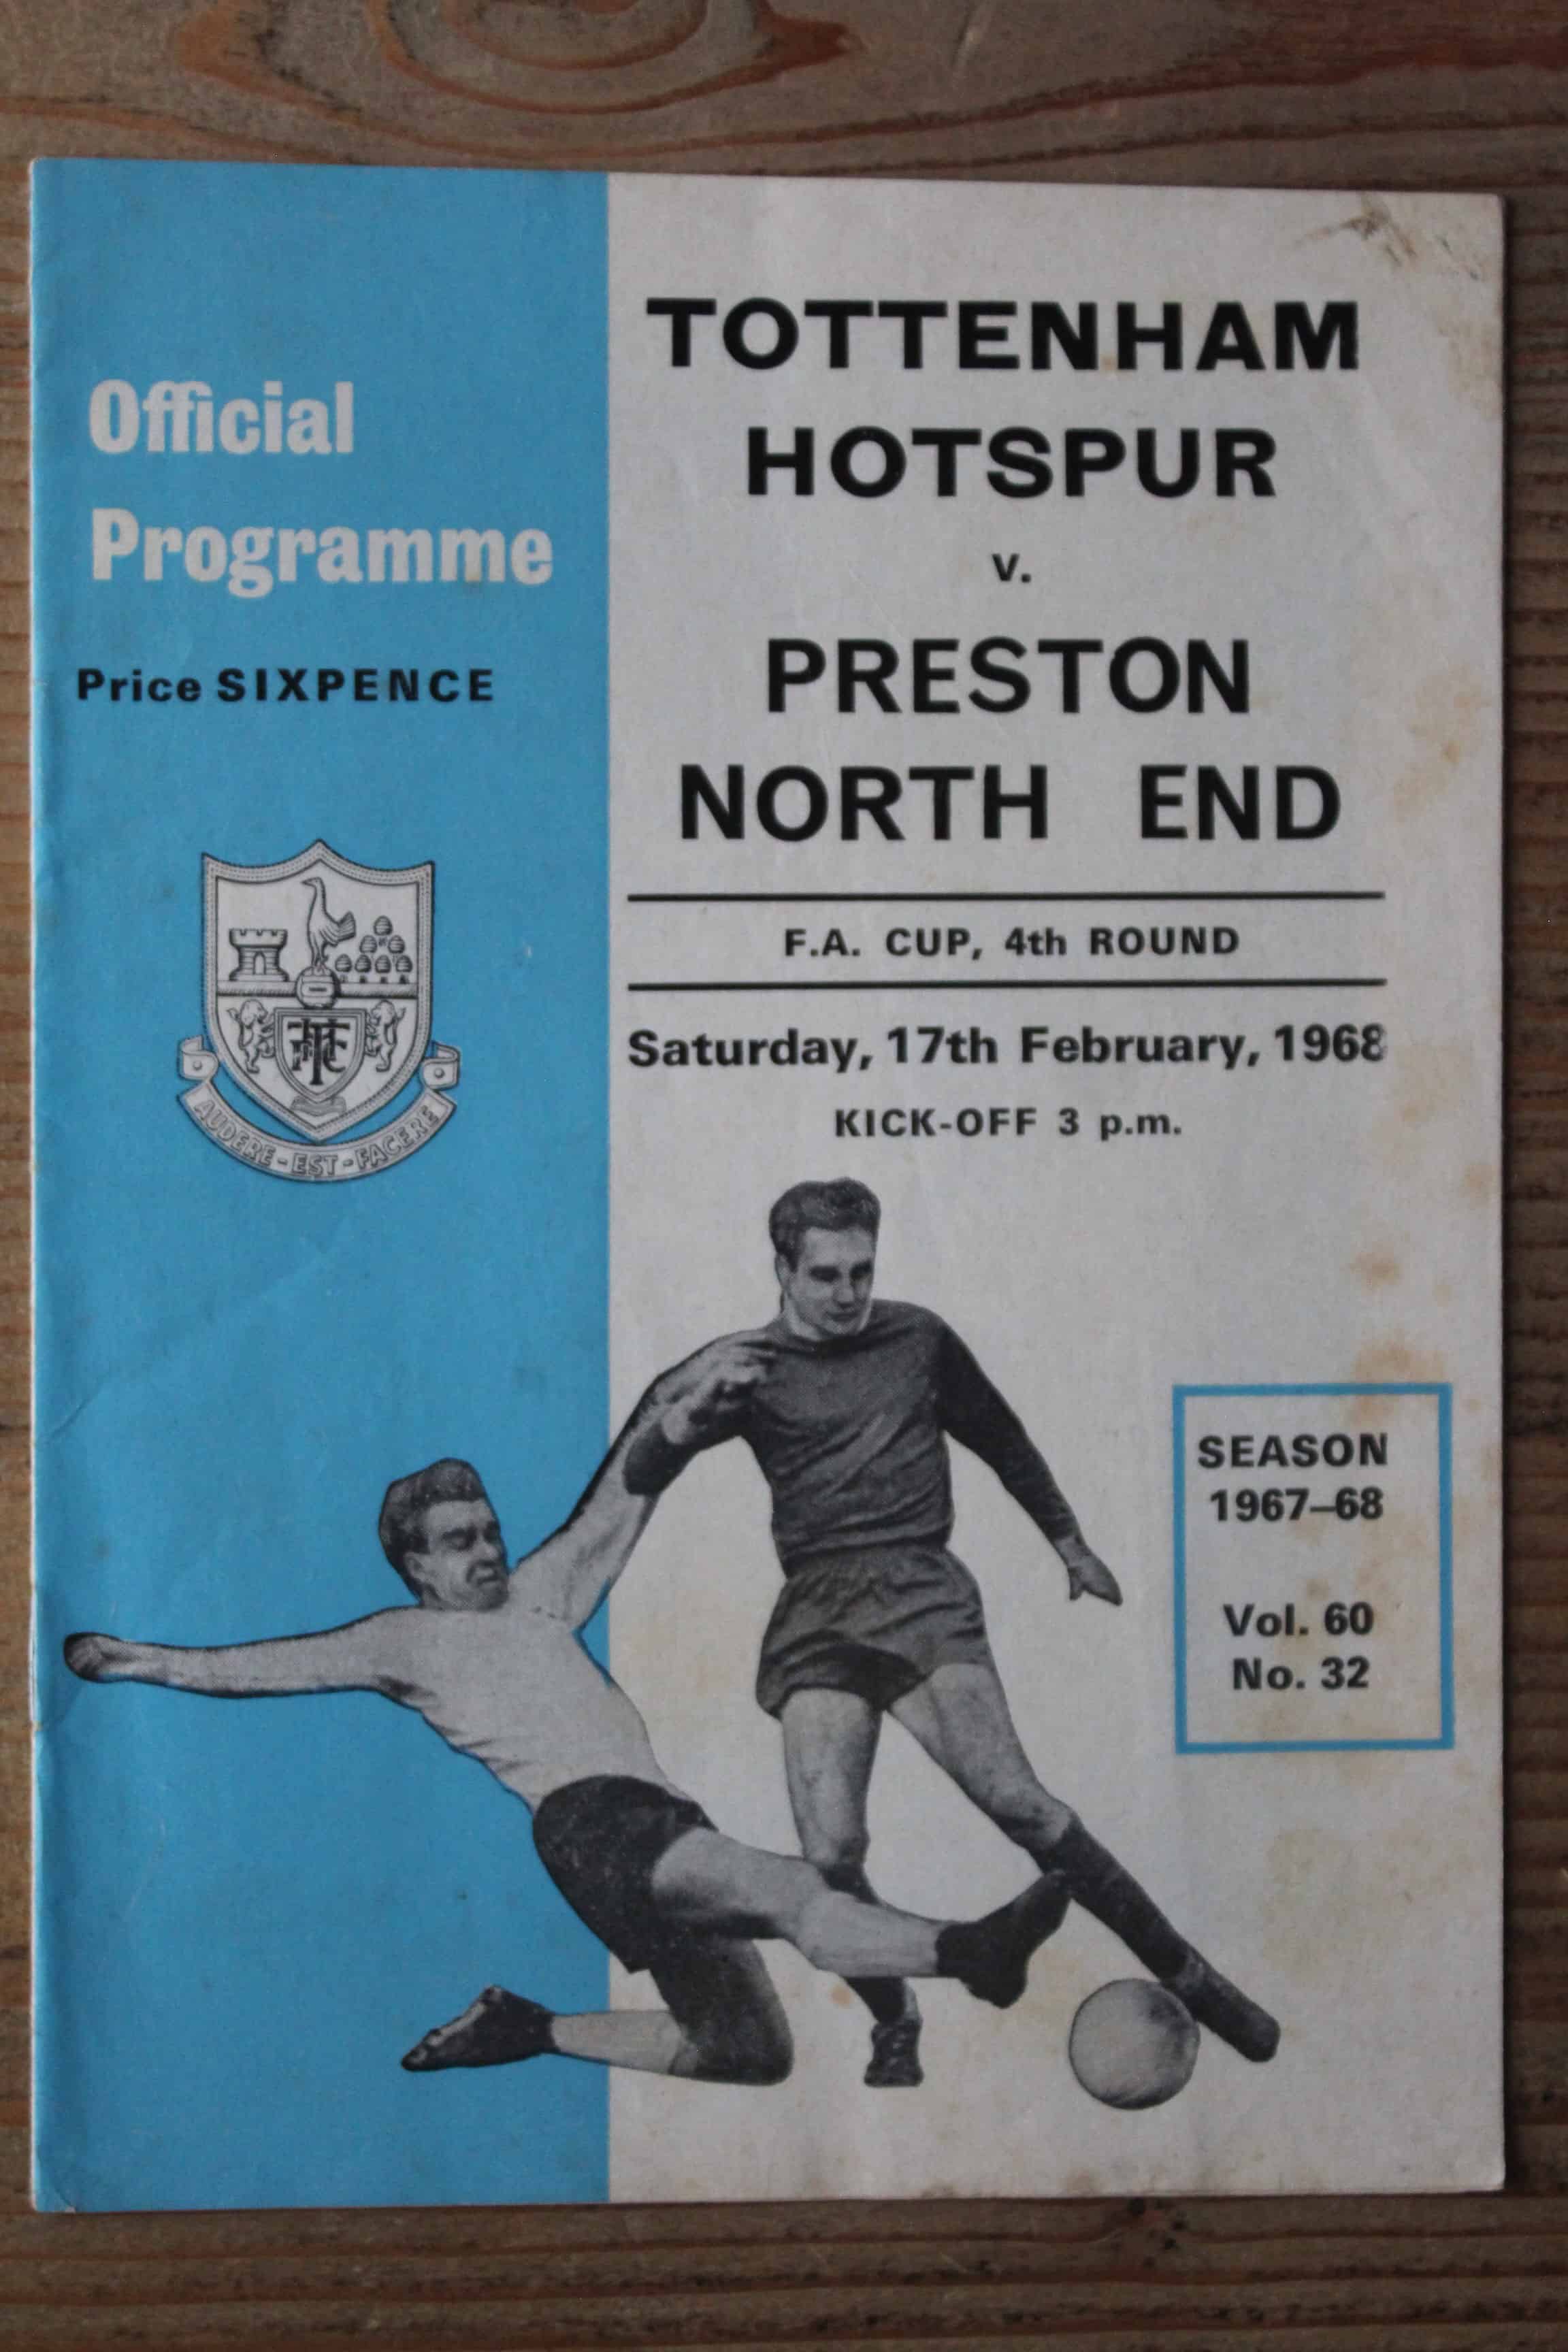 Official
Programme
Price SIXPENCE
AUDERE-EST-FACERE
TOTTENHAM
HOTSPUR
v.
PRESTON
NORTH END
F.A. CUP, 4th ROUND
Saturday, 17th February, 1968
KICK-OFF 3 p.m.
SEASON
1967–68
Vol. 60
No. 32